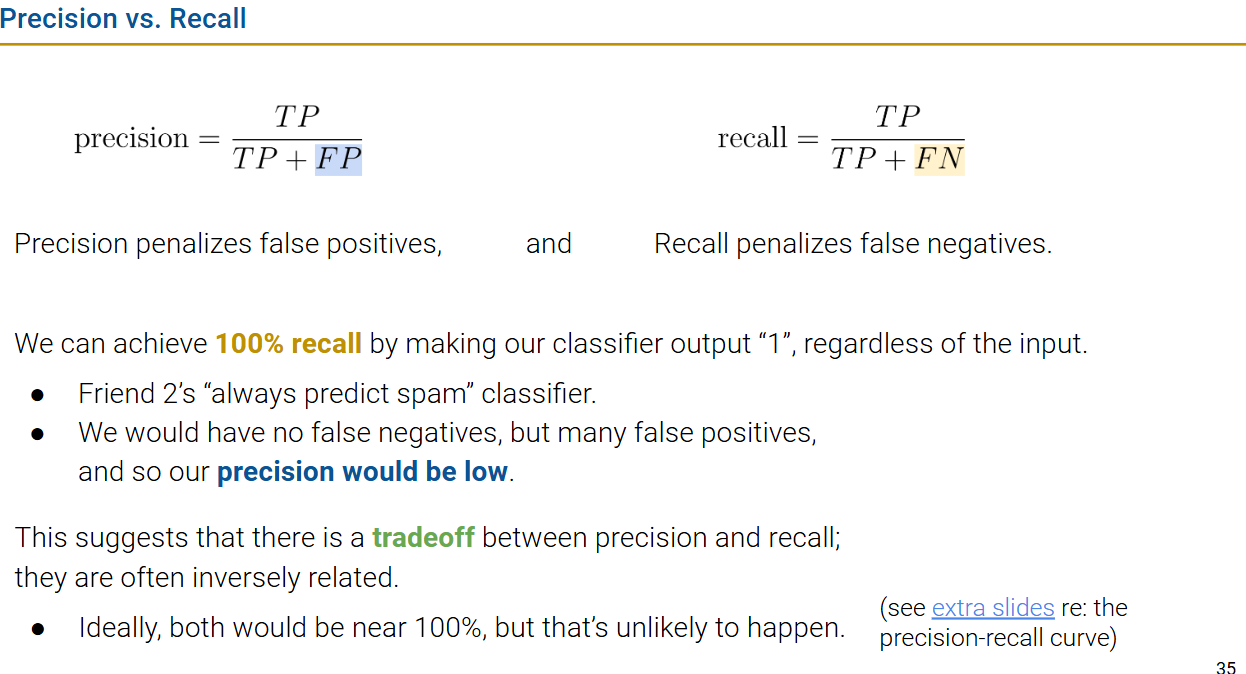 Precision vs. Recall
precision = TP / (TP + FP)
recall = TP / (TP + FN)
Precision penalizes false positives, and Recall penalizes false negatives.
We can achieve 100% recall by making our classifier output “1”, regardless of the input.
● Friend 2’s “always predict spam” classifier.
● We would have no false negatives, but many false positives,
and so our precision would be low.
This suggests that there is a tradeoff between precision and recall;
they are often inversely related.
● Ideally, both would be near 100%, but that’s unlikely to happen.
(see extra slides re: the
precision-recall curve)
35